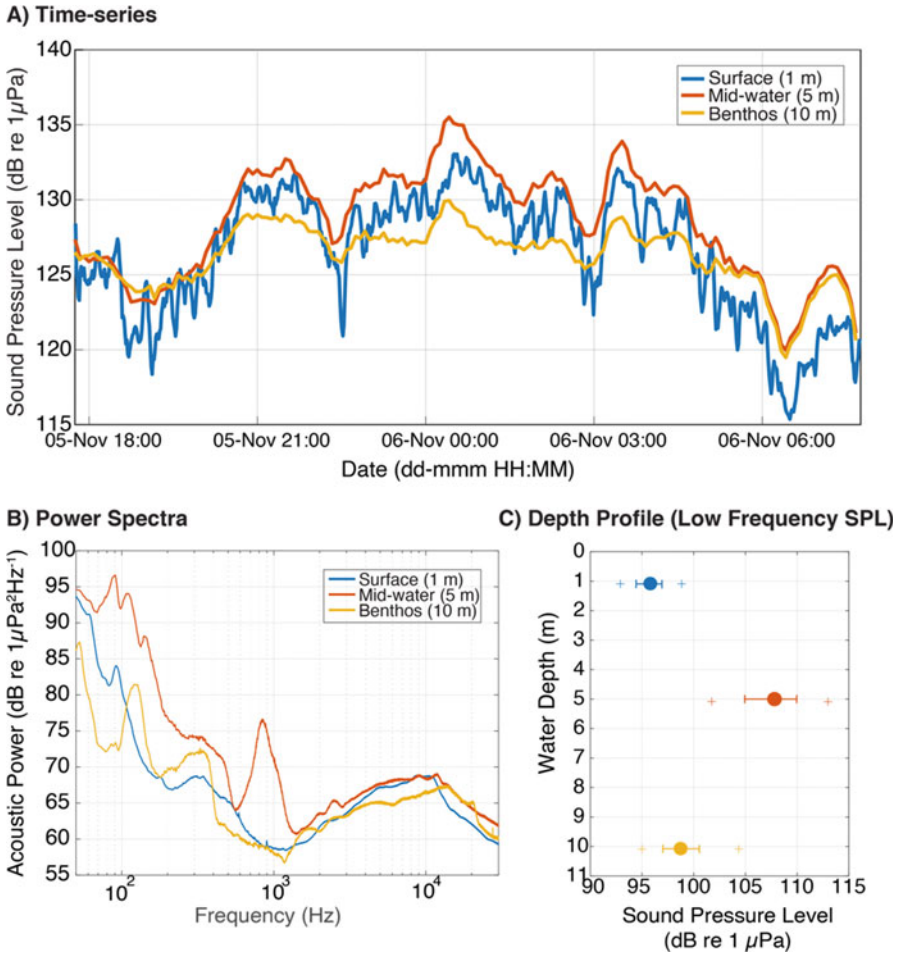 A) Time-series
Sound Pressure Level (dB re 1μPa)
140
135
130
125
120
115
Surface (1 m)
Mid-water (5 m)
Benthos (10 m)
05-Nov 18:00 05-Nov 21:00 06-Nov 00:00 06-Nov 03:00 06-Nov 06:00
Date (dd-mmm HH:MM)
B) Power Spectra
Acoustic Power (dB re 1μPa²Hz⁻¹)
100
95
90
85
80
75
70
65
60
55
Surface (1 m)
Mid-water (5 m)
Benthos (10 m)
10² 10³ 10⁴
Frequency (Hz)
C) Depth Profile (Low Frequency SPL)
Water Depth (m)
0
1
2
3
4
5
6
7
8
9
10
11
90 95 100 105 110 115
Sound Pressure Level
(dB re 1 μPa)